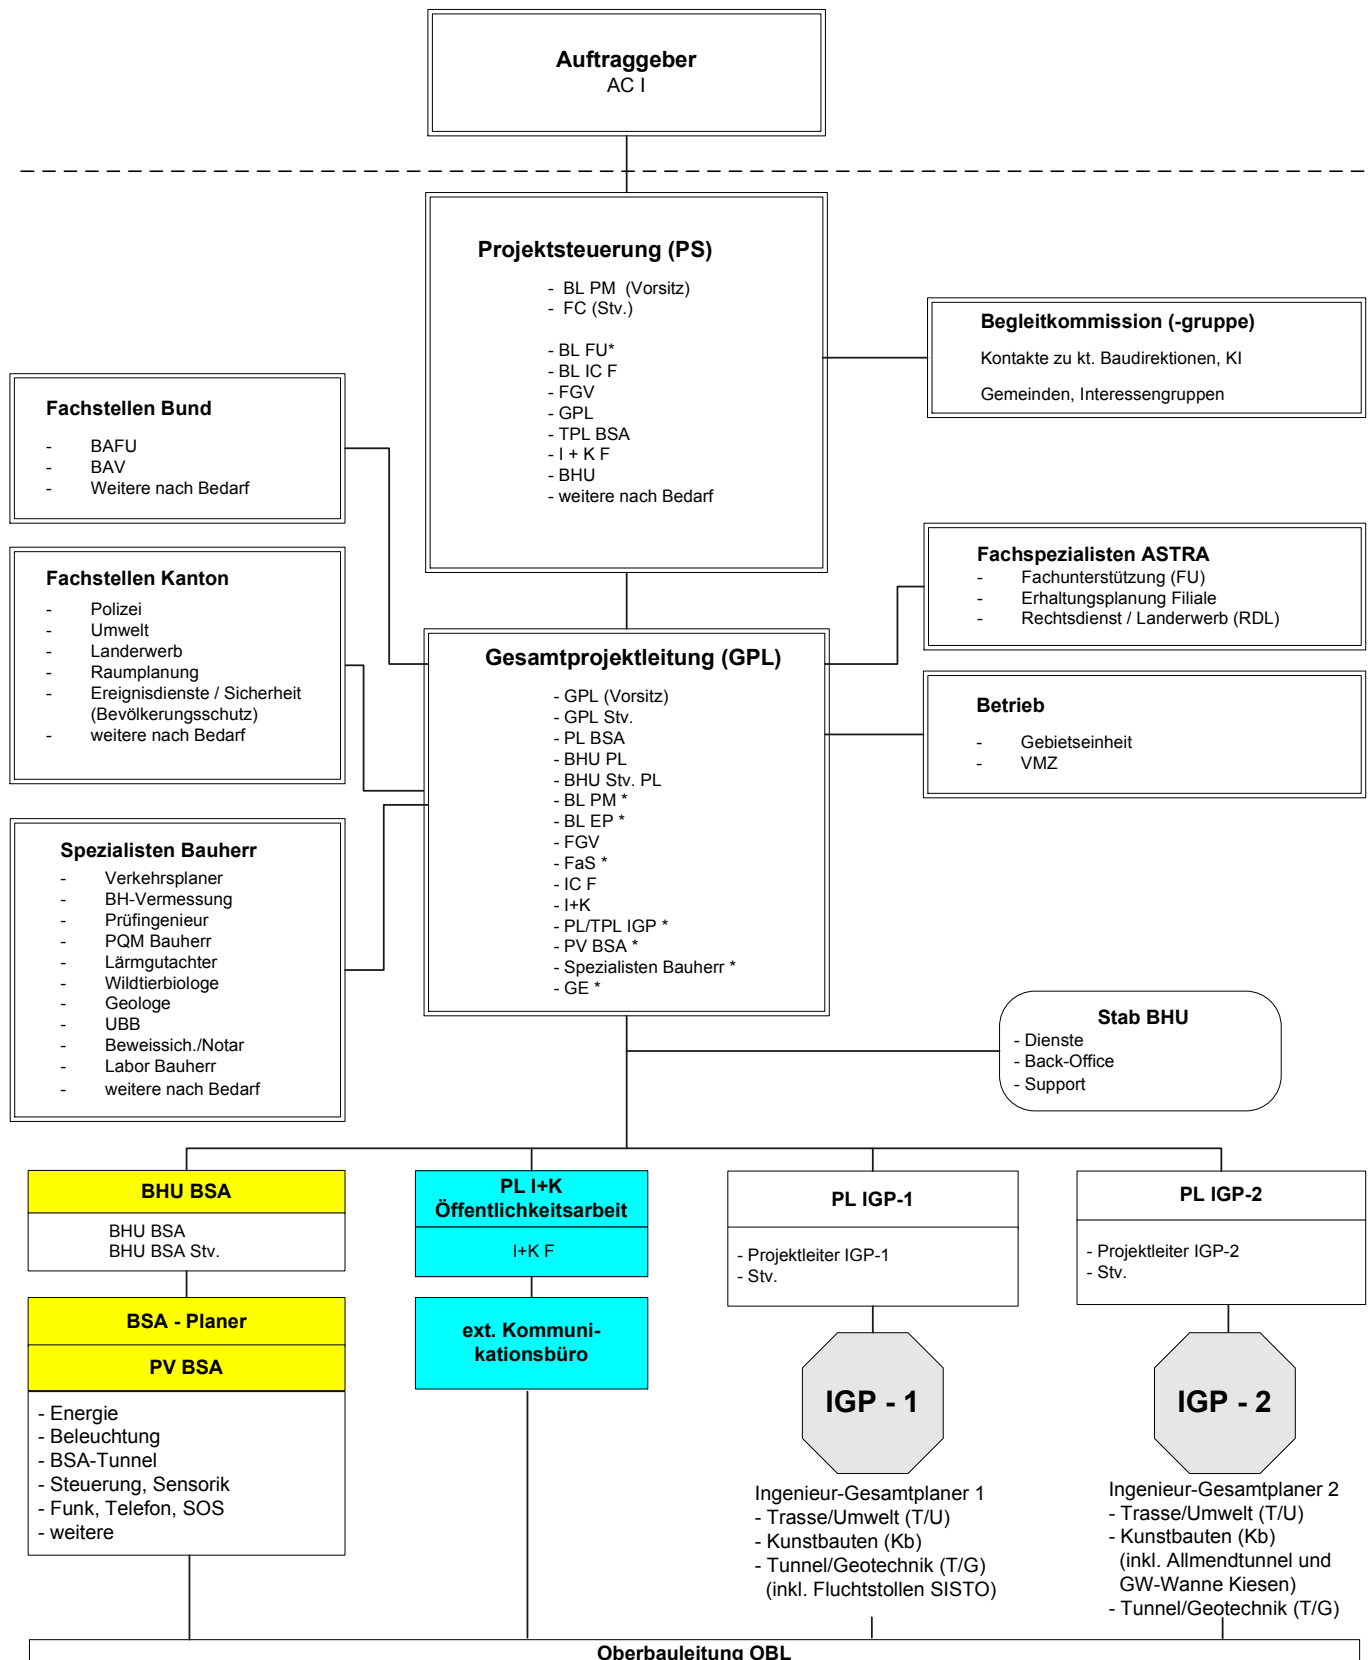 Auftraggeber
AC I
Projektsteuerung (PS)
- BL PM (Vorsitz)
- FC (Stv.)
- BL FU*
- BL IC F
- FGV
- GPL
- TPL BSA
- I + K F
- BHU
- weitere nach Bedarf
Begleitkommission (-gruppe)
Kontakte zu kt. Baudirektionen, KI
Gemeinden, Interessengruppen
Fachstellen Bund
- BAFU
- BAV
- Weitere nach Bedarf
Fachstellen Kanton
- Polizei
- Umwelt
- Landerwerb
- Raumplanung
- Ereignisdienste / Sicherheit
(Bevölkerungsschutz)
- weitere nach Bedarf
Fachspezialisten ASTRA
- Fachunterstützung (FU)
- Erhaltungsplanung Filiale
- Rechtsdienst / Landerwerb (RDL)
Gesamtprojektleitung (GPL)
- GPL (Vorsitz)
- GPL Stv.
- PL BSA
- BHU PL
- BHU Stv. PL
- BL PM *
- BL EP *
- FGV
- FaS *
- IC F
- I+K
- PL/TPL IGP *
- PV BSA *
- Spezialisten Bauherr *
- GE *
Betrieb
- Gebietseinheit
- VMZ
Spezialisten Bauherr
- Verkehrsplaner
- BH-Vermessung
- Prüfingenieur
- PQM Bauherr
- Lärmgutachter
- Wildtierbiologe
- Geologe
- UBB
- Beweissich./Notar
- Labor Bauherr
- weitere nach Bedarf
Stab BHU
- Dienste
- Back-Office
- Support
BHU BSA
BHU BSA
BHU BSA Stv.
BSA - Planer
PV BSA
- Energie
- Beleuchtung
- BSA-Tunnel
- Steuerung, Sensorik
- Funk, Telefon, SOS
- weitere
PL I+K
Öffentlichkeitsarbeit
I+K F
ext. Kommuni-
kationsbüro
PL IGP-1
- Projektleiter IGP-1
- Stv.
IGP - 1
Ingenieur-Gesamtplaner 1
- Trasse/Umwelt (T/U)
- Kunstbauten (Kb)
- Tunnel/Geotechnik (T/G)
(inkl. Fluchtstollen SISTO)
PL IGP-2
- Projektleiter IGP-2
- Stv.
IGP - 2
Ingenieur-Gesamtplaner 2
- Trasse/Umwelt (T/U)
- Kunstbauten (Kb)
(inkl. Allmendtunnel und
GW-Wanne Kiesen)
- Tunnel/Geotechnik (T/G)
Oberbauleitung OBL